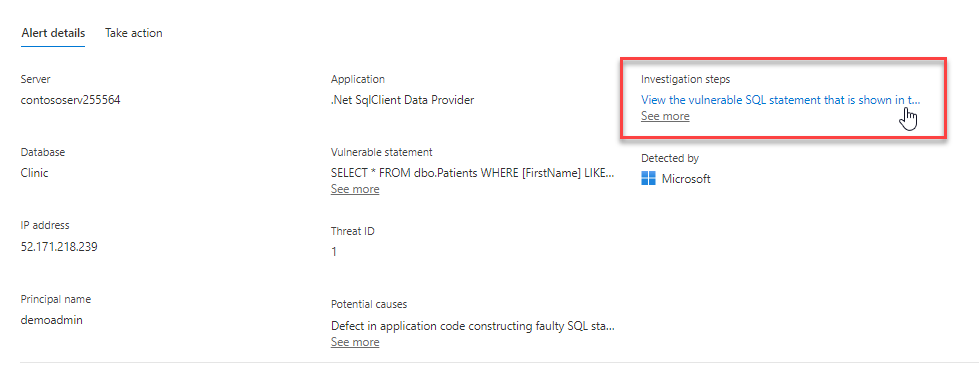 Alert details
Take action
Server
contososerv255564
Application
.Net SqlClient Data Provider
Investigation steps
View the vulnerable SQL statement that is shown in t...
See more
Database
Clinic
Vulnerable statement
SELECT * FROM dbo.Patients WHERE [FirstName] LIKE...
See more
Detected by
Microsoft
IP address
52.171.218.239
Threat ID
1
Principal name
demoadmin
Potential causes
Defect in application code constructing faulty SQL sta...
See more